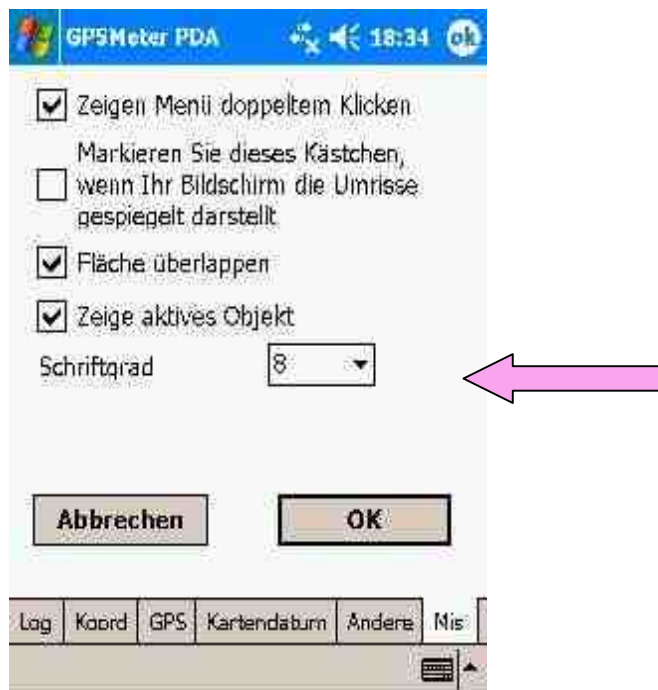 GPSMeter PDA 18:34 ok
Zeigen Menü doppeltem Klicken
Markieren Sie dieses Kästchen,
wenn Ihr Bildschirm die Umrisse
gespiegelt darstellt
Fläche überlappen
Zeige aktives Objekt
Schriftgrad 8
Abbrechen OK
Log Koord GPS Kartendatum Andere Mis